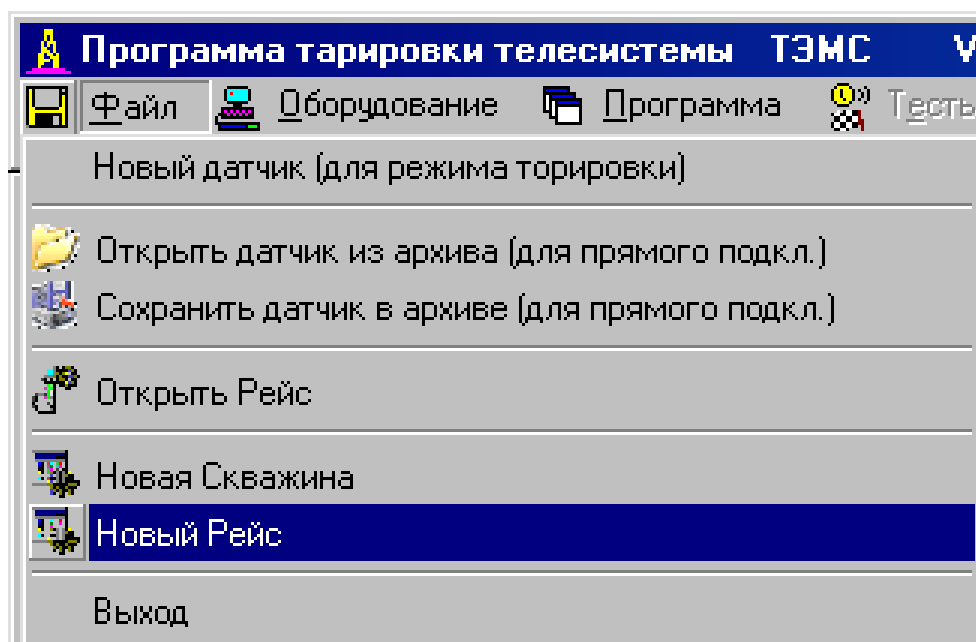 Программа тарировки телесистемы ТЭМС V
Файл Оборудование Программа Тесты
Новый датчик (для режима торировки)
Открыть датчик из архива (для прямого подкл.)
Сохранить датчик в архиве (для прямого подкл.)
Открыть Рейс
Новая Скважина
Новый Рейс
Выход